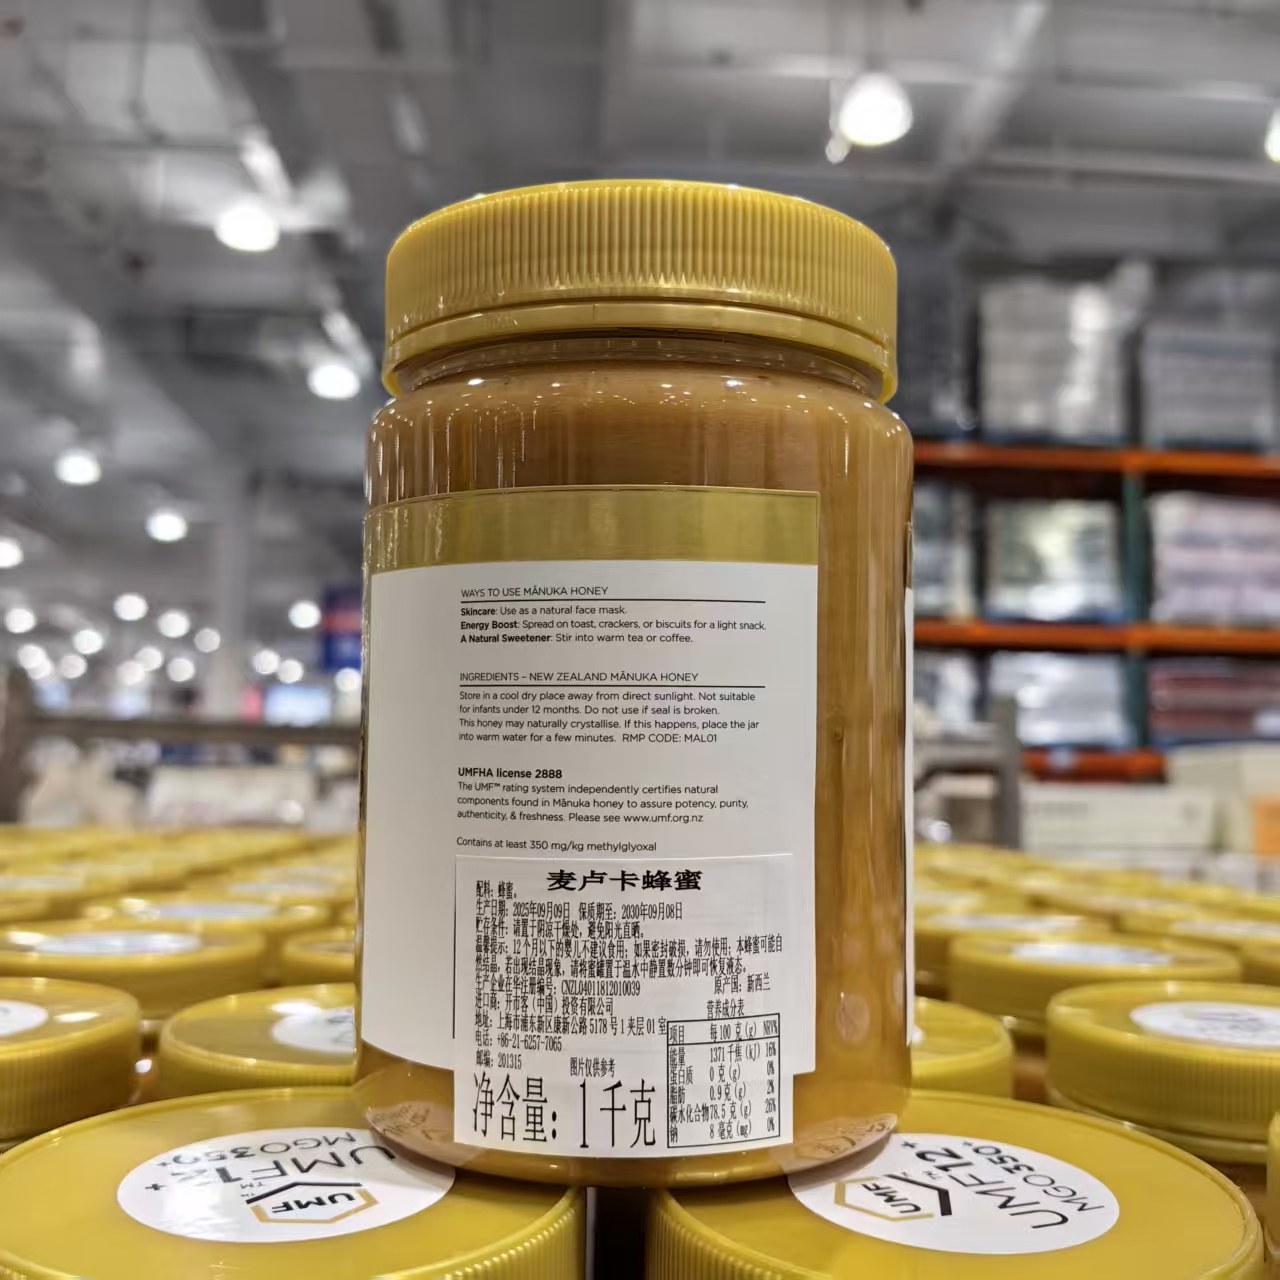 WAYS TO USE MĀNUKA HONEY
Skincare: Use as a natural face mask.
Energy Boost: Spread on toast, crackers, or biscuits for a light snack.
A Natural Sweetener: Stir into warm tea or coffee.
INGREDIENTS – NEW ZEALAND MĀNUKA HONEY
Store in a cool dry place away from direct sunlight. Not suitable
for infants under 12 months. Do not use if seal is broken.
This honey may naturally crystallise. If this happens, place the jar
into warm water for a few minutes. RMP CODE: MAL01
UMFHA license 2888
The UMF™ rating system independently certifies natural
components found in Mānuka honey to assure potency, purity,
authenticity, & freshness. Please see www.umf.org.nz
Contains at least 350 mg/kg methylglyoxal
麦卢卡蜂蜜
配料: 蜂蜜。
生产日期: 2025年09月09日 保质期至: 2030年09月08日
贮存条件: 请置于阴凉干燥处, 避免阳光直晒。
温馨提示: 12个月以下的婴儿不建议食用; 如果密封破损, 请勿使用; 本蜂蜜可能自
然结晶, 若出现结晶现象, 请将蜜罐置于温水中静置数分钟即可恢复液态。
生产企业在华注册编号: CNZL04011812010039 原产国: 新西兰
进口商: 开市客 (中国) 投资有限公司
地址: 上海市浦东新区康新公路 5178 号 1 夹层 01 室
电话: +86-21-6257-7065
邮编: 201315 图片仅供参考
净含量: 1千克
营养成分表
项目 每100 克 (g) NRV%
能量 1371 千焦 (kJ) 16%
蛋白质 0 克 (g) 0%
脂肪 0.9 克 (g) 2%
碳水化合物 78.5 克 (g) 26%
钠 8 毫克 (mg) 0%
UMF
UMF™ 12+
MGO350+
UMF